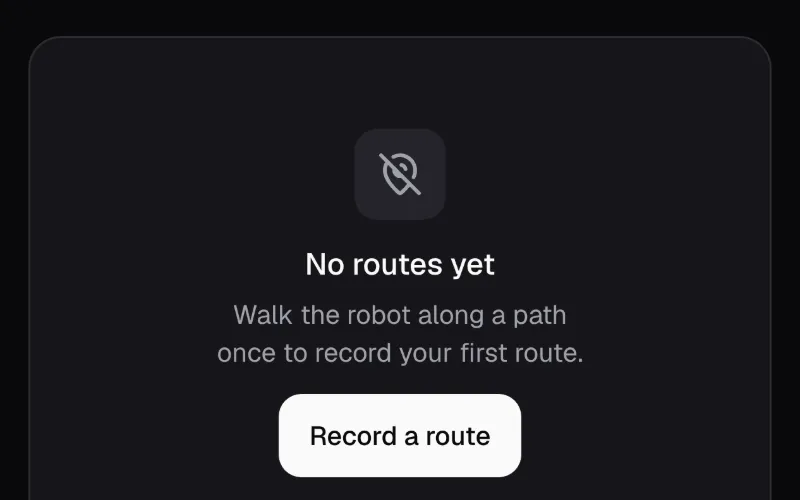 No routes yet
Walk the robot along a path
once to record your first route.
Record a route